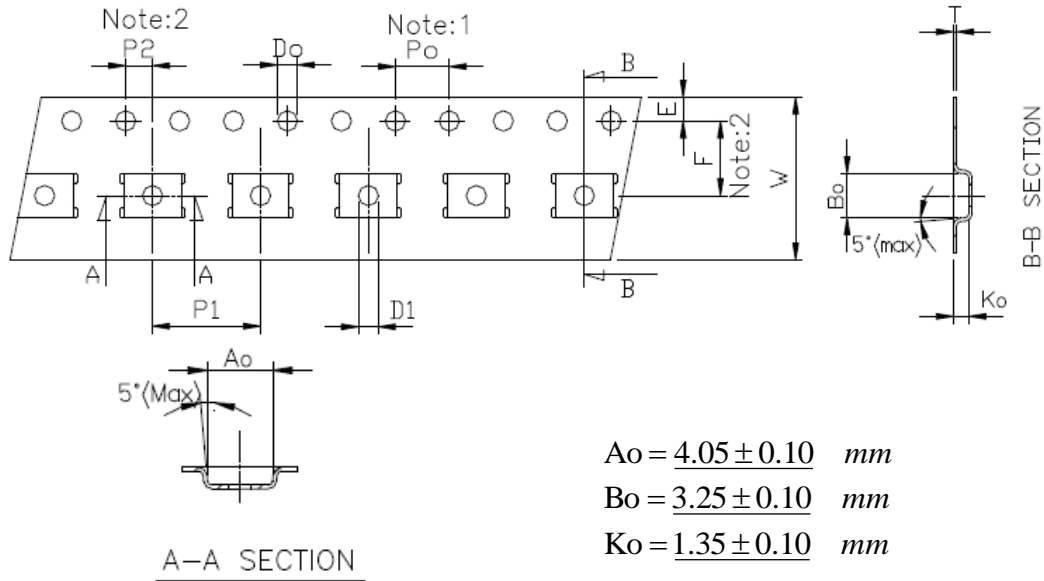 Note:2
P2
Do
Note:1
Po
B
T
E
F
Note:2
W
Bo
5°(max)
B-B SECTION
Ko
A
A
P1
D1
B
Ao
5°(Max)
A-A SECTION
Ao = 4.05 ± 0.10 mm
Bo = 3.25 ± 0.10 mm
Ko = 1.35 ± 0.10 mm